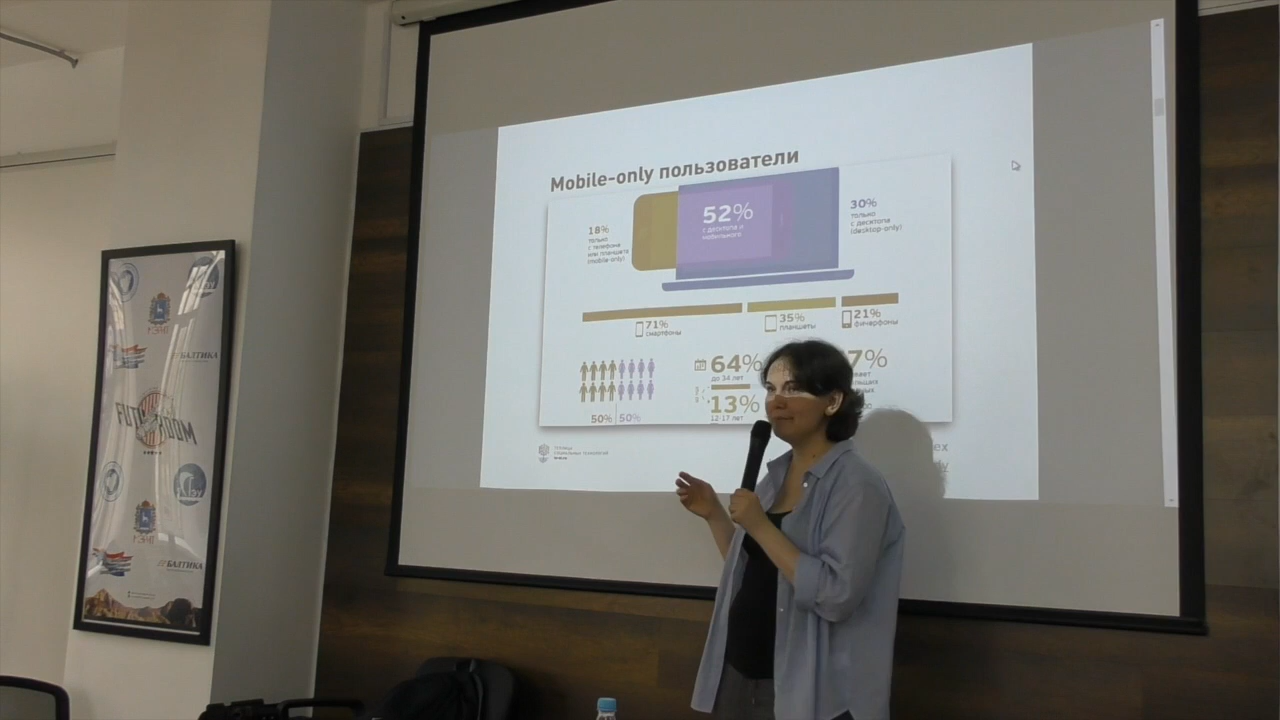 Mobile-only пользователи
18%
только
с телефона
или планшета
(mobile-only)
52%
с десктопа и
мобильного
30%
только
с десктопа
(desktop-only)
71%
смартфоны
35%
планшеты
21%
фичерфоны
64%
до 34 лет
7%
13%
12-17 лет
50%
50%
БАЛТИКА
БАЛТИКА